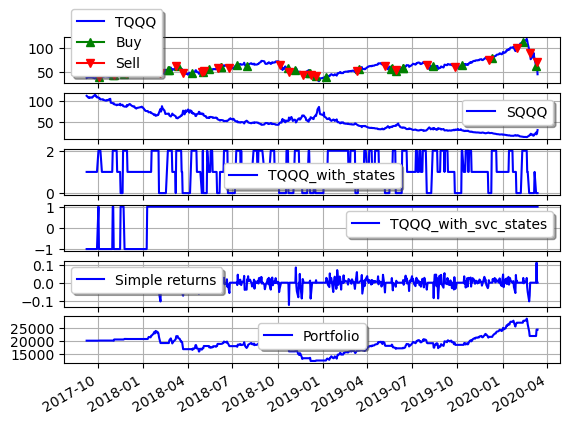 TQQQ
Buy
Sell
100
50
SQQQ
100
50
TQQQ_with_states
2
0
TQQQ_with_svc_states
1
0
−1
Simple returns
0.1
0.0
−0.1
Portfolio
25000
20000
15000
2017-10 2018-01 2018-04 2018-07 2018-10 2019-01 2019-04 2019-07 2019-10 2020-01 2020-04